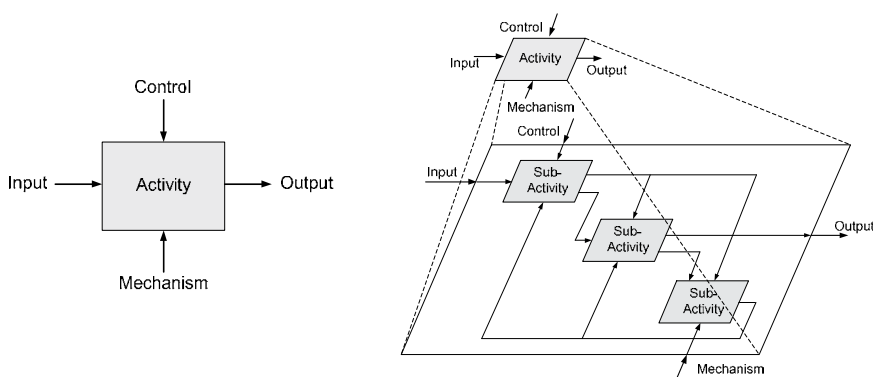 Control
Input
Activity
Output
Mechanism
Control
Input
Activity
Output
Mechanism
Control
Input
Sub-
Activity
Sub-
Activity
Output
Sub-
Activity
Mechanism